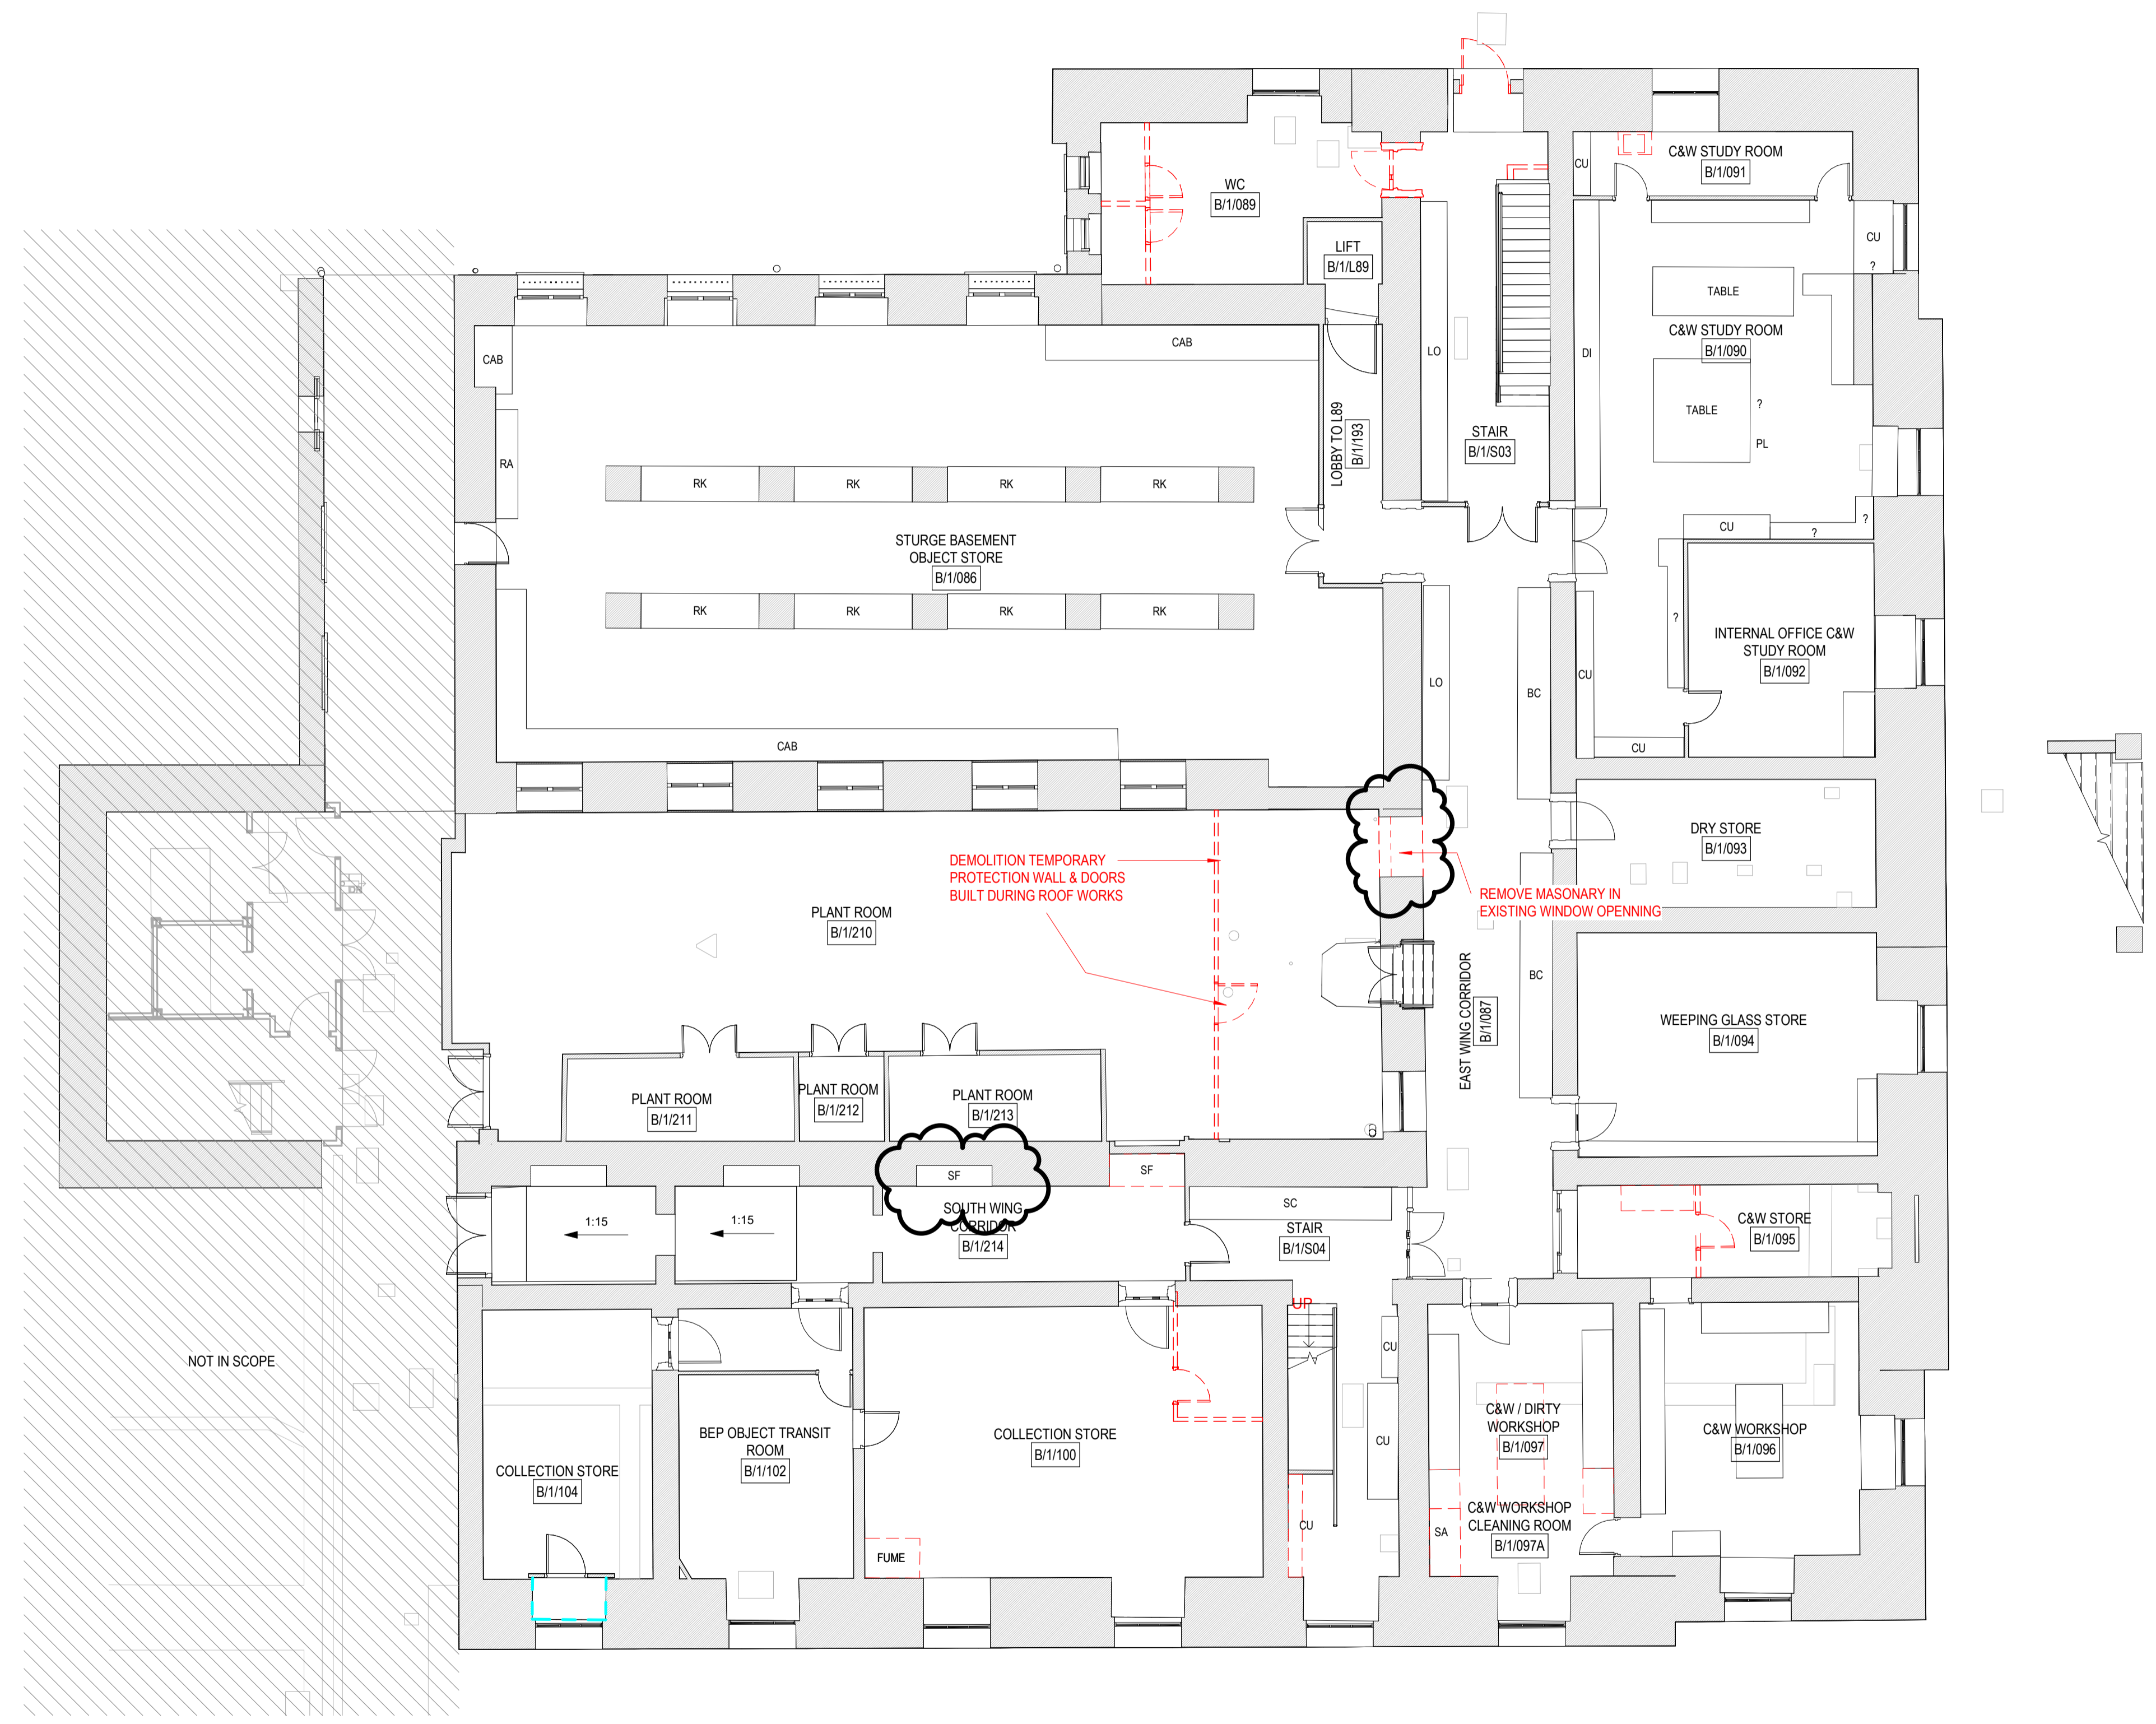 C&W STUDY ROOM
B/1/091
CU
WC
B/1/089
LIFT
B/1/L89
CU
?
TABLE
C&W STUDY ROOM
B/1/090
TABLE
?
PL
DI
LO
STAIR
B/1/S03
CAB
CAB
RA
LOBBY TO L89
B/1/193
RK
RK
RK
RK
STURGE BASEMENT
OBJECT STORE
B/1/086
RK
RK
RK
RK
CU
?
?
?
INTERNAL OFFICE C&W
STUDY ROOM
B/1/092
CU
CU
LO
BC
CAB
DRY STORE
B/1/093
DEMOLITION TEMPORARY
PROTECTION WALL & DOORS
BUILT DURING ROOF WORKS
REMOVE MASONARY IN
EXISTING WINDOW OPENNING
PLANT ROOM
B/1/210
BC
EAST WING CORRIDOR
B/1/087
WEEPING GLASS STORE
B/1/094
PLANT ROOM
B/1/211
PLANT ROOM
B/1/212
PLANT ROOM
B/1/213
SF
SF
SOUTH WING
CORRIDOR
B/1/214
1:15
1:15
SC
STAIR
B/1/S04
C&W STORE
B/1/095
UP
CU
CU
CU
NOT IN SCOPE
COLLECTION STORE
B/1/104
BEP OBJECT TRANSIT
ROOM
B/1/102
COLLECTION STORE
B/1/100
FUME
C&W / DIRTY
WORKSHOP
B/1/097
C&W WORKSHOP
B/1/096
C&W WORKSHOP
CLEANING ROOM
B/1/097A
SA